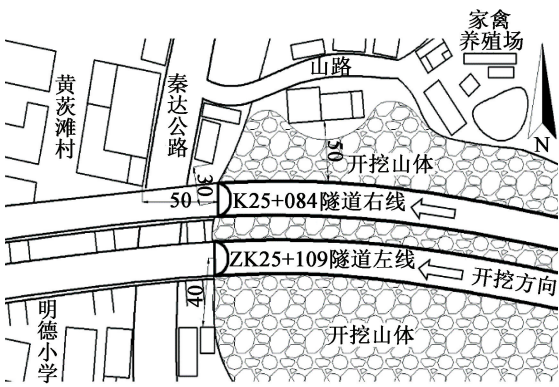 家禽
养殖场
山路
黄茨滩村
秦达公路
N
50
开挖山体
30
50
K25+084隧道右线
ZK25+109隧道左线
开挖方向
40
明德小学
开挖山体